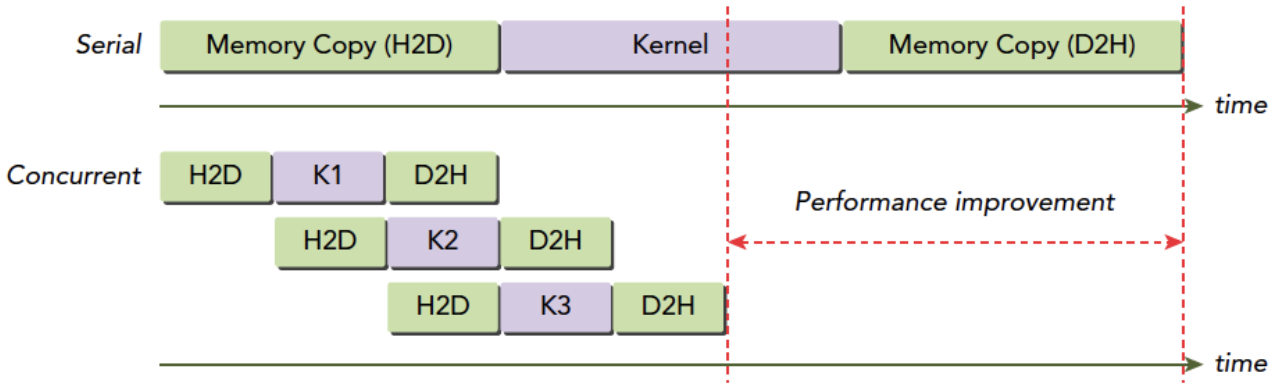 Serial Memory Copy (H2D) Kernel Memory Copy (D2H)
time
Concurrent H2D K1 D2H
Performance improvement
H2D K2 D2H
H2D K3 D2H
time